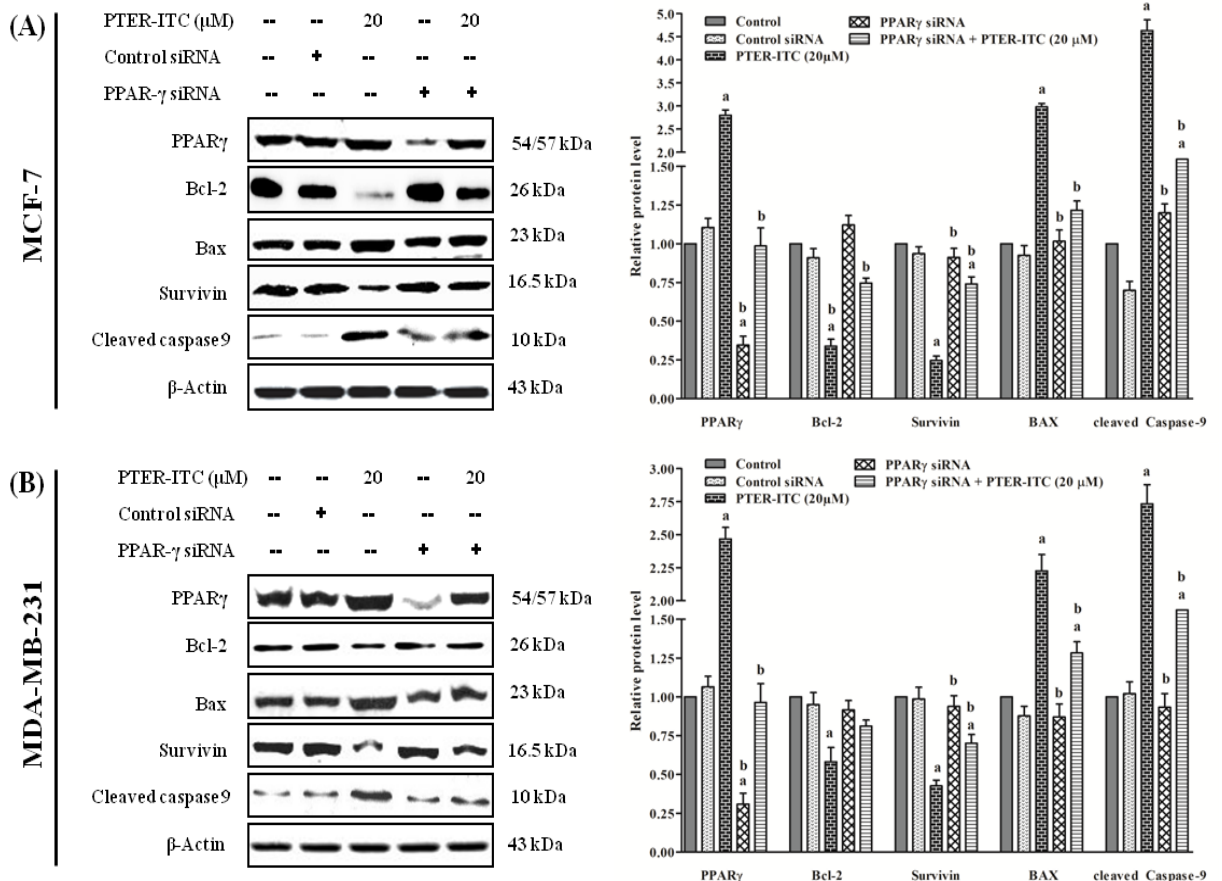 (A)
MCF-7
PTER-ITC (µM) -- -- 20 -- 20
Control siRNA -- + -- -- --
PPAR-γ siRNA -- -- -- + +
PPARγ 54/57 kDa
Bcl-2 26 kDa
Bax 23 kDa
Survivin 16.5 kDa
Cleaved caspase9 10 kDa
β-Actin 43 kDa
Control
Control siRNA
PTER-ITC (20µM)
PPARγ siRNA
PPARγ siRNA + PTER-ITC (20 µM)
Relative protein level
5.0
4.5
4.0
3.5
3.0
2.5
2.0
1.50
1.25
1.00
0.75
0.50
0.25
0.00
a b a b
b a b
a b b a
a b b
a b b a
PPARγ Bcl-2 Survivin BAX cleaved Caspase-9
(B)
MDA-MB-231
PTER-ITC (µM) -- -- 20 -- 20
Control siRNA -- + -- -- --
PPAR-γ siRNA -- -- -- + +
PPARγ 54/57 kDa
Bcl-2 26 kDa
Bax 23 kDa
Survivin 16.5 kDa
Cleaved caspase9 10 kDa
β-Actin 43 kDa
Control
Control siRNA
PTER-ITC (20µM)
PPARγ siRNA
PPARγ siRNA + PTER-ITC (20 µM)
Relative protein level
3.00
2.75
2.50
2.25
2.00
1.50
1.25
1.00
0.75
0.50
0.25
0.00
a b a b
a
a b b a
a b b a
a b b a
PPARγ Bcl-2 Survivin BAX cleaved Caspase-9